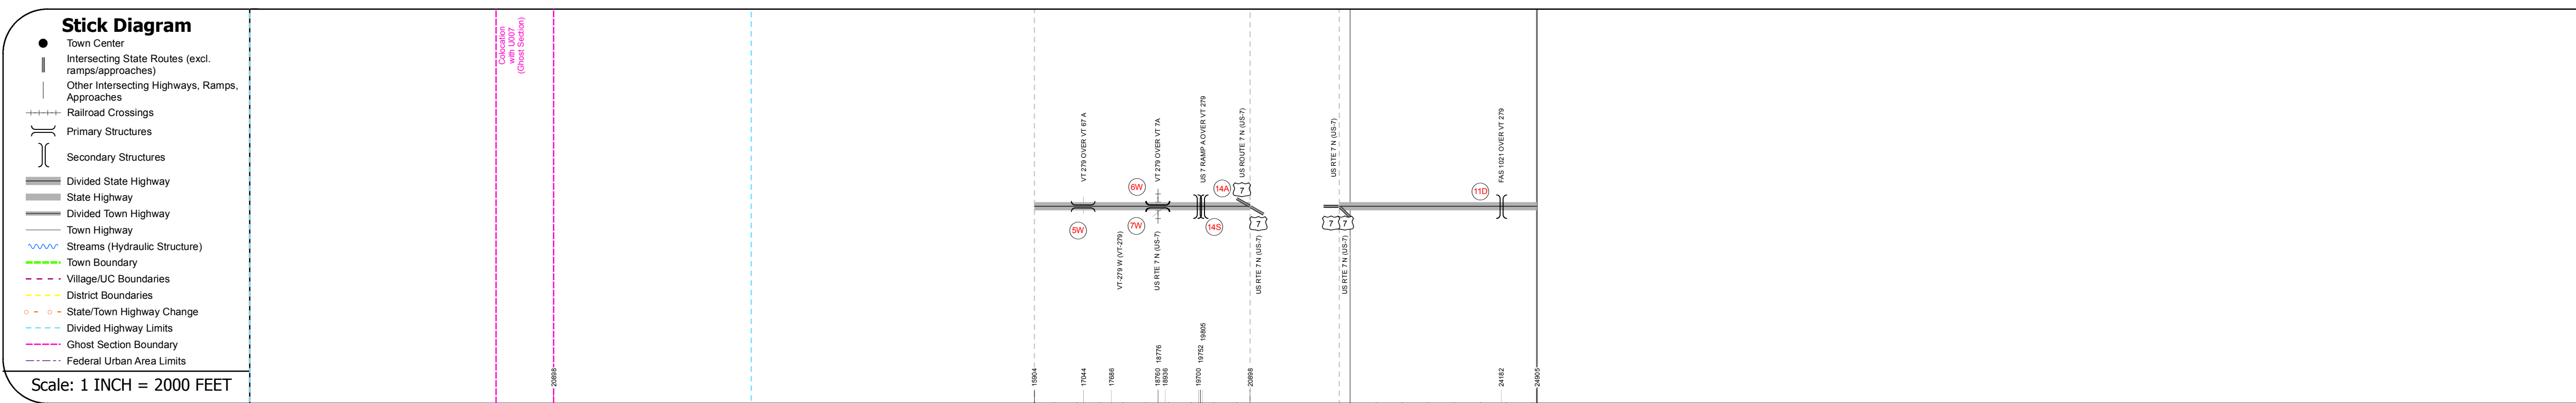 Stick Diagram
Town Center
Intersecting State Routes (excl.
ramps/approaches)
Other Intersecting Highways, Ramps,
Approaches
Railroad Crossings
Primary Structures
Secondary Structures
Divided State Highway
State Highway
Divided Town Highway
Town Highway
Streams (Hydraulic Structure)
Town Boundary
Village/UC Boundaries
District Boundaries
State/Town Highway Change
Divided Highway Limits
Ghost Section Boundary
Federal Urban Area Limits
Scale: 1 INCH = 2000 FEET
Colocation
with U007
(Ghost Section)
20898
VT 279 OVER VT 67 A
VT 279 OVER VT 7A
US 7 RAMP A OVER VT 279
US ROUTE 7 N (US-7)
US RTE 7 N (US-7)
FAS 1021 OVER VT 279
6W
14A
7
11D
5W
7W
14S
7
7
7
VT-279 W (VT-279)
US RTE 7 N (US-7)
US RTE 7 N (US-7)
US RTE 7 N (US-7)
15904
17044
17686
18760
18776
18936
19700
19752
19805
20898
24182
24905